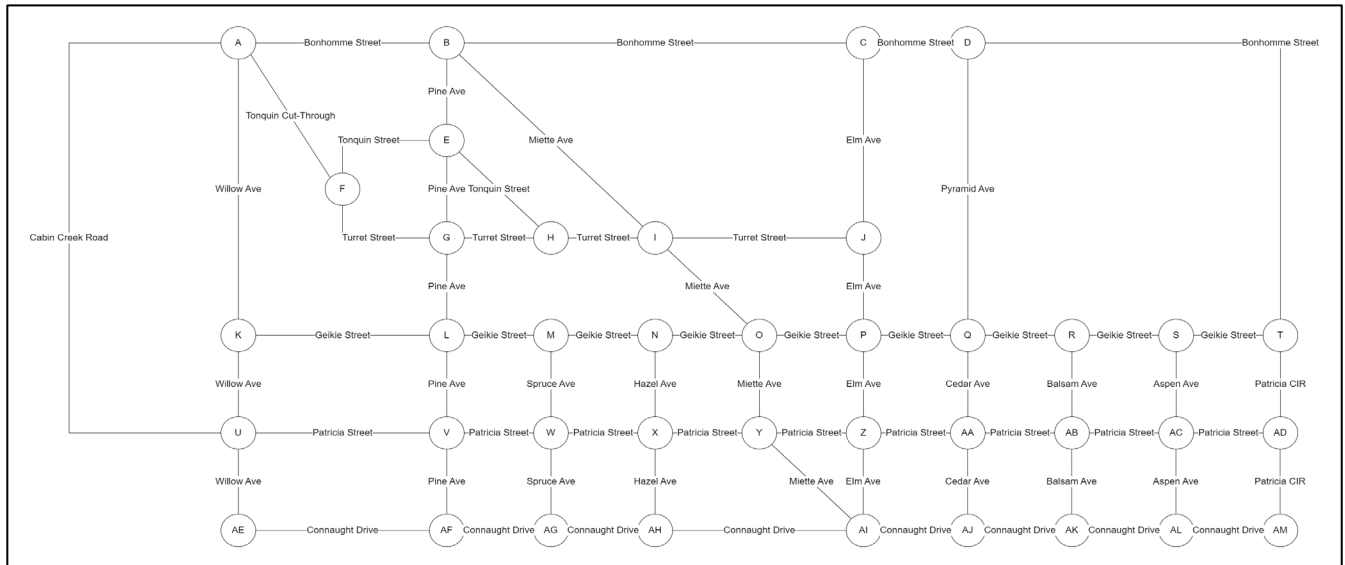 A
Bonhomme Street
B
Bonhomme Street
C
Bonhomme Street
D
Bonhomme Street
Pine Ave
Tonquin Cut-Through
Tonquin Street
E
Miette Ave
Elm Ave
Willow Ave
F
Pine Ave
Tonquin Street
Pyramid Ave
Cabin Creek Road
Turret Street
G
Turret Street
H
Turret Street
I
Turret Street
J
Pine Ave
Miette Ave
Elm Ave
K
Geikie Street
L
Geikie Street
M
Geikie Street
N
Geikie Street
O
Geikie Street
P
Geikie Street
Q
Geikie Street
R
Geikie Street
S
Geikie Street
T
Willow Ave
Pine Ave
Spruce Ave
Hazel Ave
Miette Ave
Elm Ave
Cedar Ave
Balsam Ave
Aspen Ave
Patricia CIR
U
Patricia Street
V
Patricia Street
W
Patricia Street
X
Patricia Street
Y
Patricia Street
Z
Patricia Street
AA
Patricia Street
AB
Patricia Street
AC
Patricia Street
AD
Willow Ave
Pine Ave
Spruce Ave
Hazel Ave
Miette Ave
Elm Ave
Cedar Ave
Balsam Ave
Aspen Ave
Patricia CIR
AE
Connaught Drive
AF
Connaught Drive
AG
Connaught Drive
AH
Connaught Drive
AI
Connaught Drive
AJ
Connaught Drive
AK
Connaught Drive
AL
Connaught Drive
AM